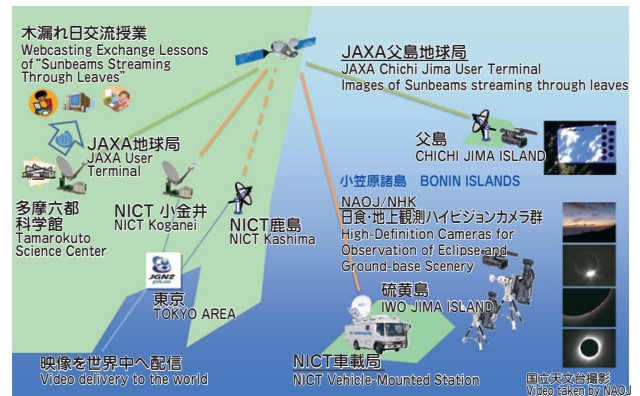 木漏れ日交流授業
Webcasting Exchange Lessons
of “Sunbeams Streaming
Through Leaves”
JAXA父島地球局
JAXA Chichi Jima User Terminal
Images of Sunbeams streaming through leaves
JAXA地球局
JAXA User
Terminal
父島
CHICHI JIMA ISLAND
小笠原諸島 BONIN ISLANDS
多摩六都
科学館
Tamarokuto
Science Center
NICT 小金井
NICT Koganei
NICT鹿島
NICT Kashima
NAOJ/NHK
日食・地上観測ハイビジョンカメラ群
High-Definition Cameras for
Observation of Eclipse and
Ground-base Scenery
JGN2
東京
TOKYO AREA
硫黄島
IWO JIMA ISLAND
映像を世界中へ配信
Video delivery to the world
NICT車載局
NICT Vehicle-Mounted Station
国立天文台撮影
Video taken by NAOJ